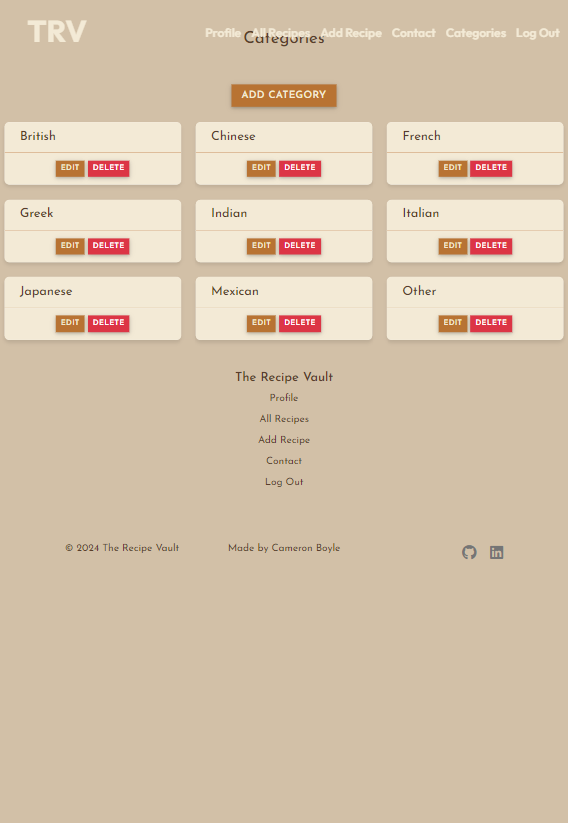 TRV
Profile All Recipes Add Recipe Contact Categories Log Out
Categories
ADD CATEGORY
British Chinese French
EDIT DELETE EDIT DELETE EDIT DELETE
Greek Indian Italian
EDIT DELETE EDIT DELETE EDIT DELETE
Japanese Mexican Other
EDIT DELETE EDIT DELETE EDIT DELETE
The Recipe Vault
Profile
All Recipes
Add Recipe
Contact
Log Out
© 2024 The Recipe Vault Made by Cameron Boyle